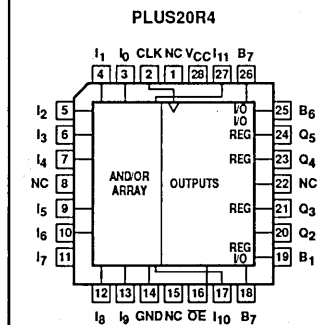 PLUS20R4
I1 I0 CLK NC VCC I11 B7
4 3 2 1 28 27 26
I2 5
I/O
25 B6
I/O
I3 6
REG
24 Q5
I4 7
REG
23 Q4
NC 8
AND/OR
ARRAY
OUTPUTS
22 NC
I5 9
REG
21 Q3
I6 10
20 Q2
REG
I7 11
I/O
19 B1
12 13 14 15 16 17 18
I8 I9 GND NC OE I10 B7